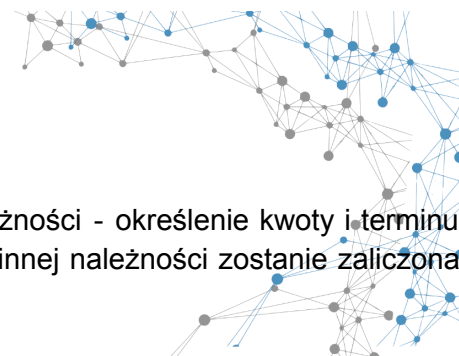 żności - określenie kwoty i terminu
innej należności zostanie zaliczona